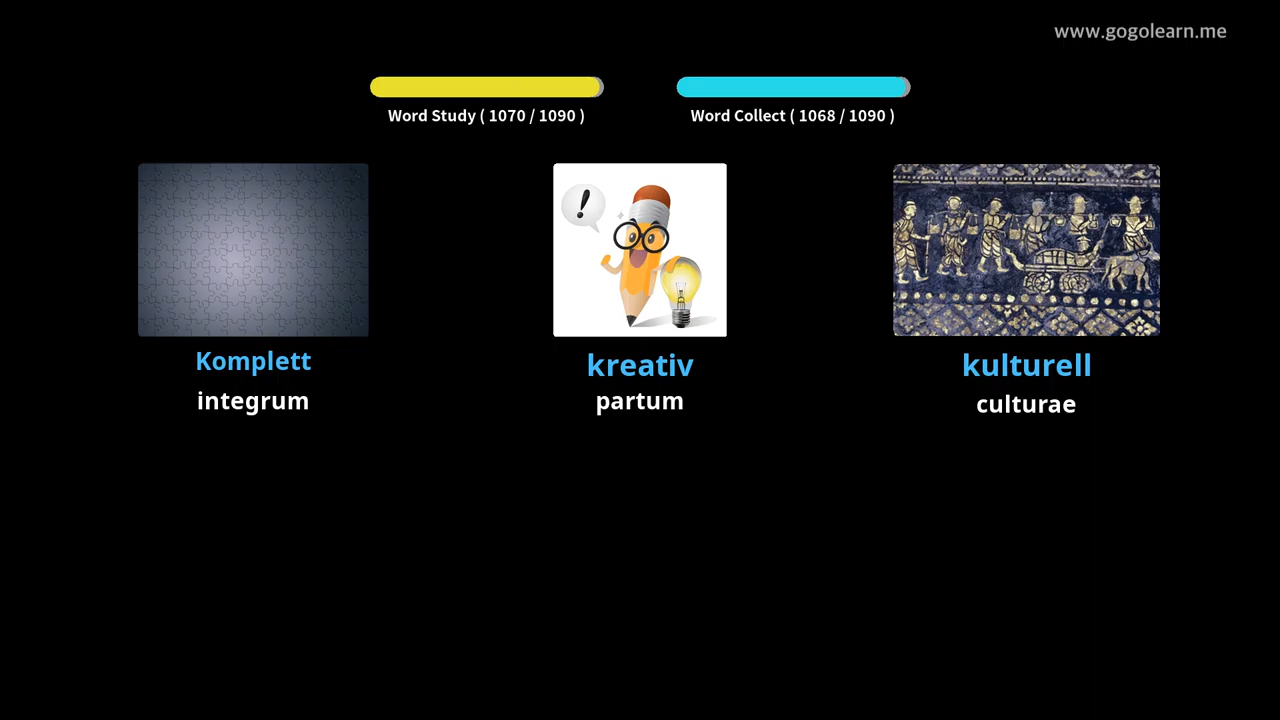 www.gogolearn.me
Word Study ( 1070 / 1090 )
Word Collect ( 1068 / 1090 )
!
Komplett
kreativ
kulturell
integrum
partum
culturae